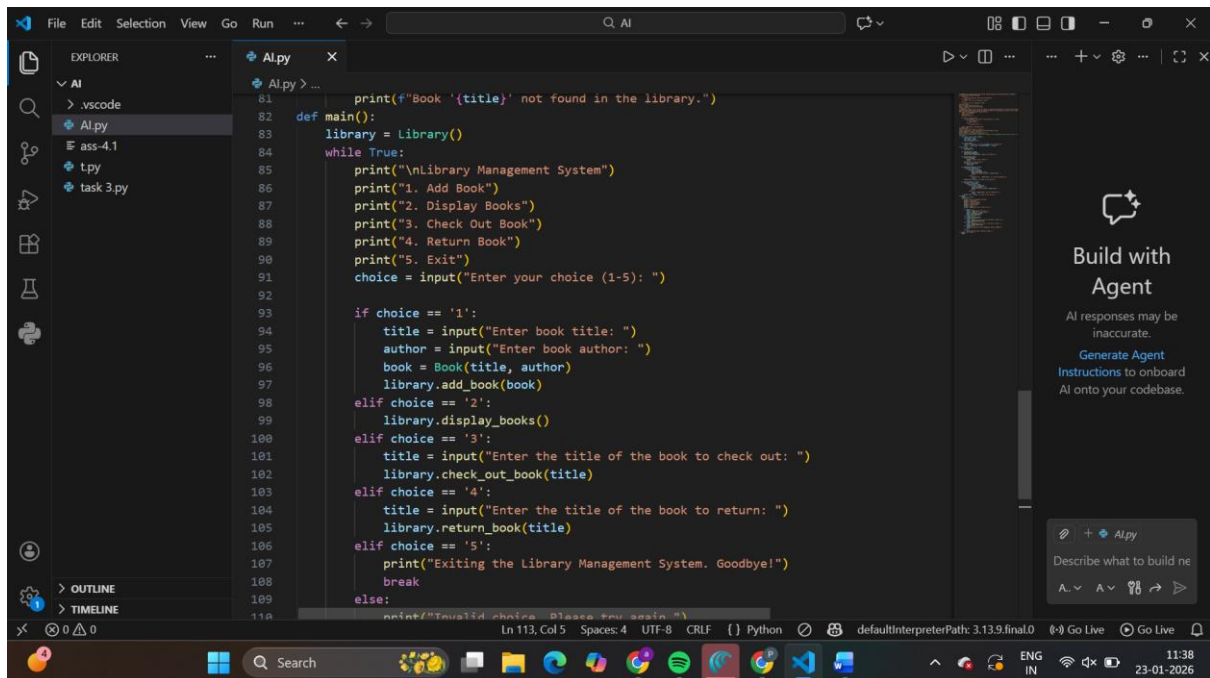 File Edit Selection View Go Run ··· ← → AI
EXPLORER ··· AI.py ×
AI
.vscode
AI.py
ass-4.1
t.py
task 3.py
OUTLINE
TIMELINE
AI.py > ...
81 print(f"Book '{title}' not found in the library.")
82 def main():
83 library = Library()
84 while True:
85 print("\nLibrary Management System")
86 print("1. Add Book")
87 print("2. Display Books")
88 print("3. Check Out Book")
89 print("4. Return Book")
90 print("5. Exit")
91 choice = input("Enter your choice (1-5): ")
92
93 if choice == '1':
94 title = input("Enter book title: ")
95 author = input("Enter book author: ")
96 book = Book(title, author)
97 library.add_book(book)
98 elif choice == '2':
99 library.display_books()
100 elif choice == '3':
101 title = input("Enter the title of the book to check out: ")
102 library.check_out_book(title)
103 elif choice == '4':
104 title = input("Enter the title of the book to return: ")
105 library.return_book(title)
106 elif choice == '5':
107 print("Exiting the Library Management System. Goodbye!")
108 break
109 else:
110 print("Invalid choice. Please try again.")
Build with
Agent
AI responses may be
inaccurate.
Generate Agent
Instructions to onboard
AI onto your codebase.
+ AI.py
Describe what to build ne
A.. A
1
0 0 Ln 113, Col 5 Spaces: 4 UTF-8 CRLF {} Python defaultInterpreterPath: 3.13.9.final.0 Go Live Go Live
4 Search ENG 11:38
IN 23-01-2026